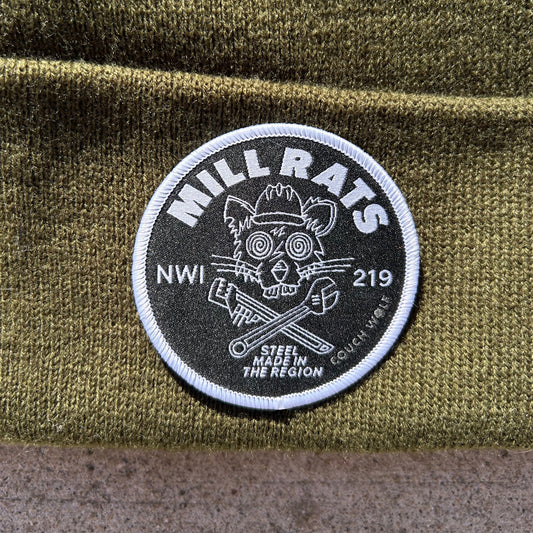 MILL RATS
NWI 219
STEEL
MADE IN
THE REGION
COUCH WOLF